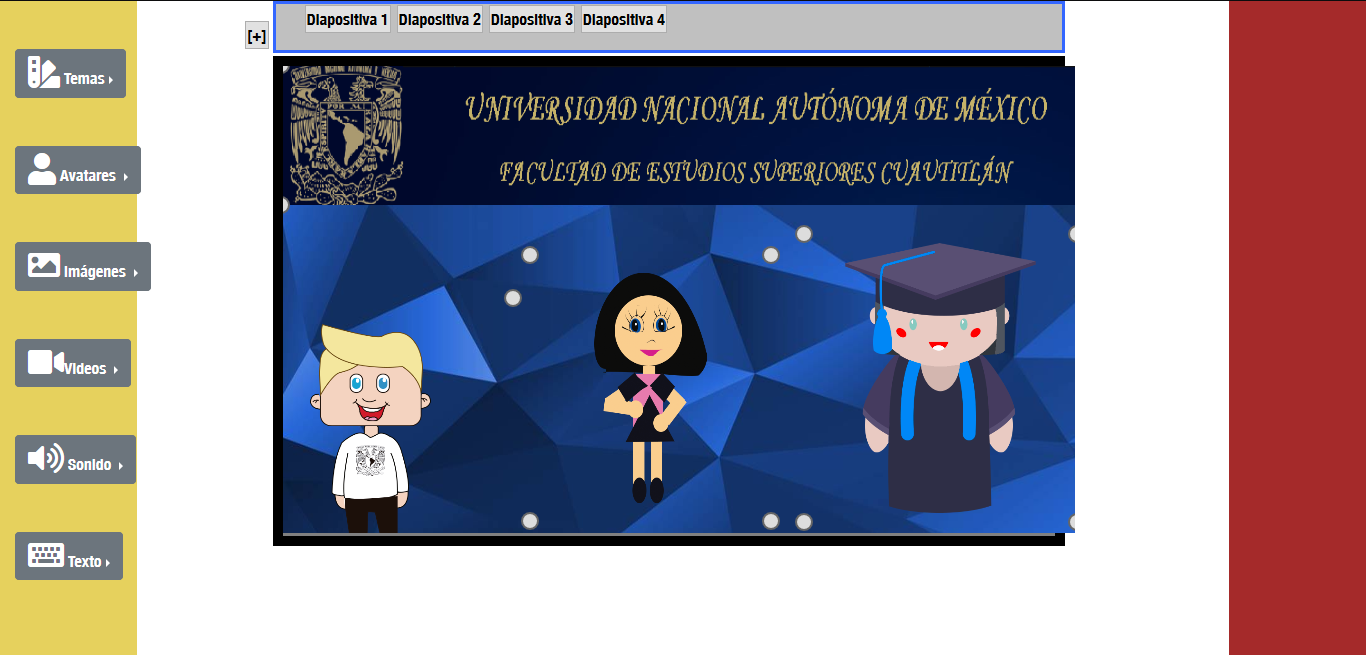 Diapositiva 1 Diapositiva 2 Diapositiva 3 Diapositiva 4
[+]
Temas
Avatares
Imágenes
Videos
Sonido
Texto
UNIVERSIDAD NACIONAL AUTÓNOMA DE MÉXICO
FACULTAD DE ESTUDIOS SUPERIORES CUAUTITLÁN